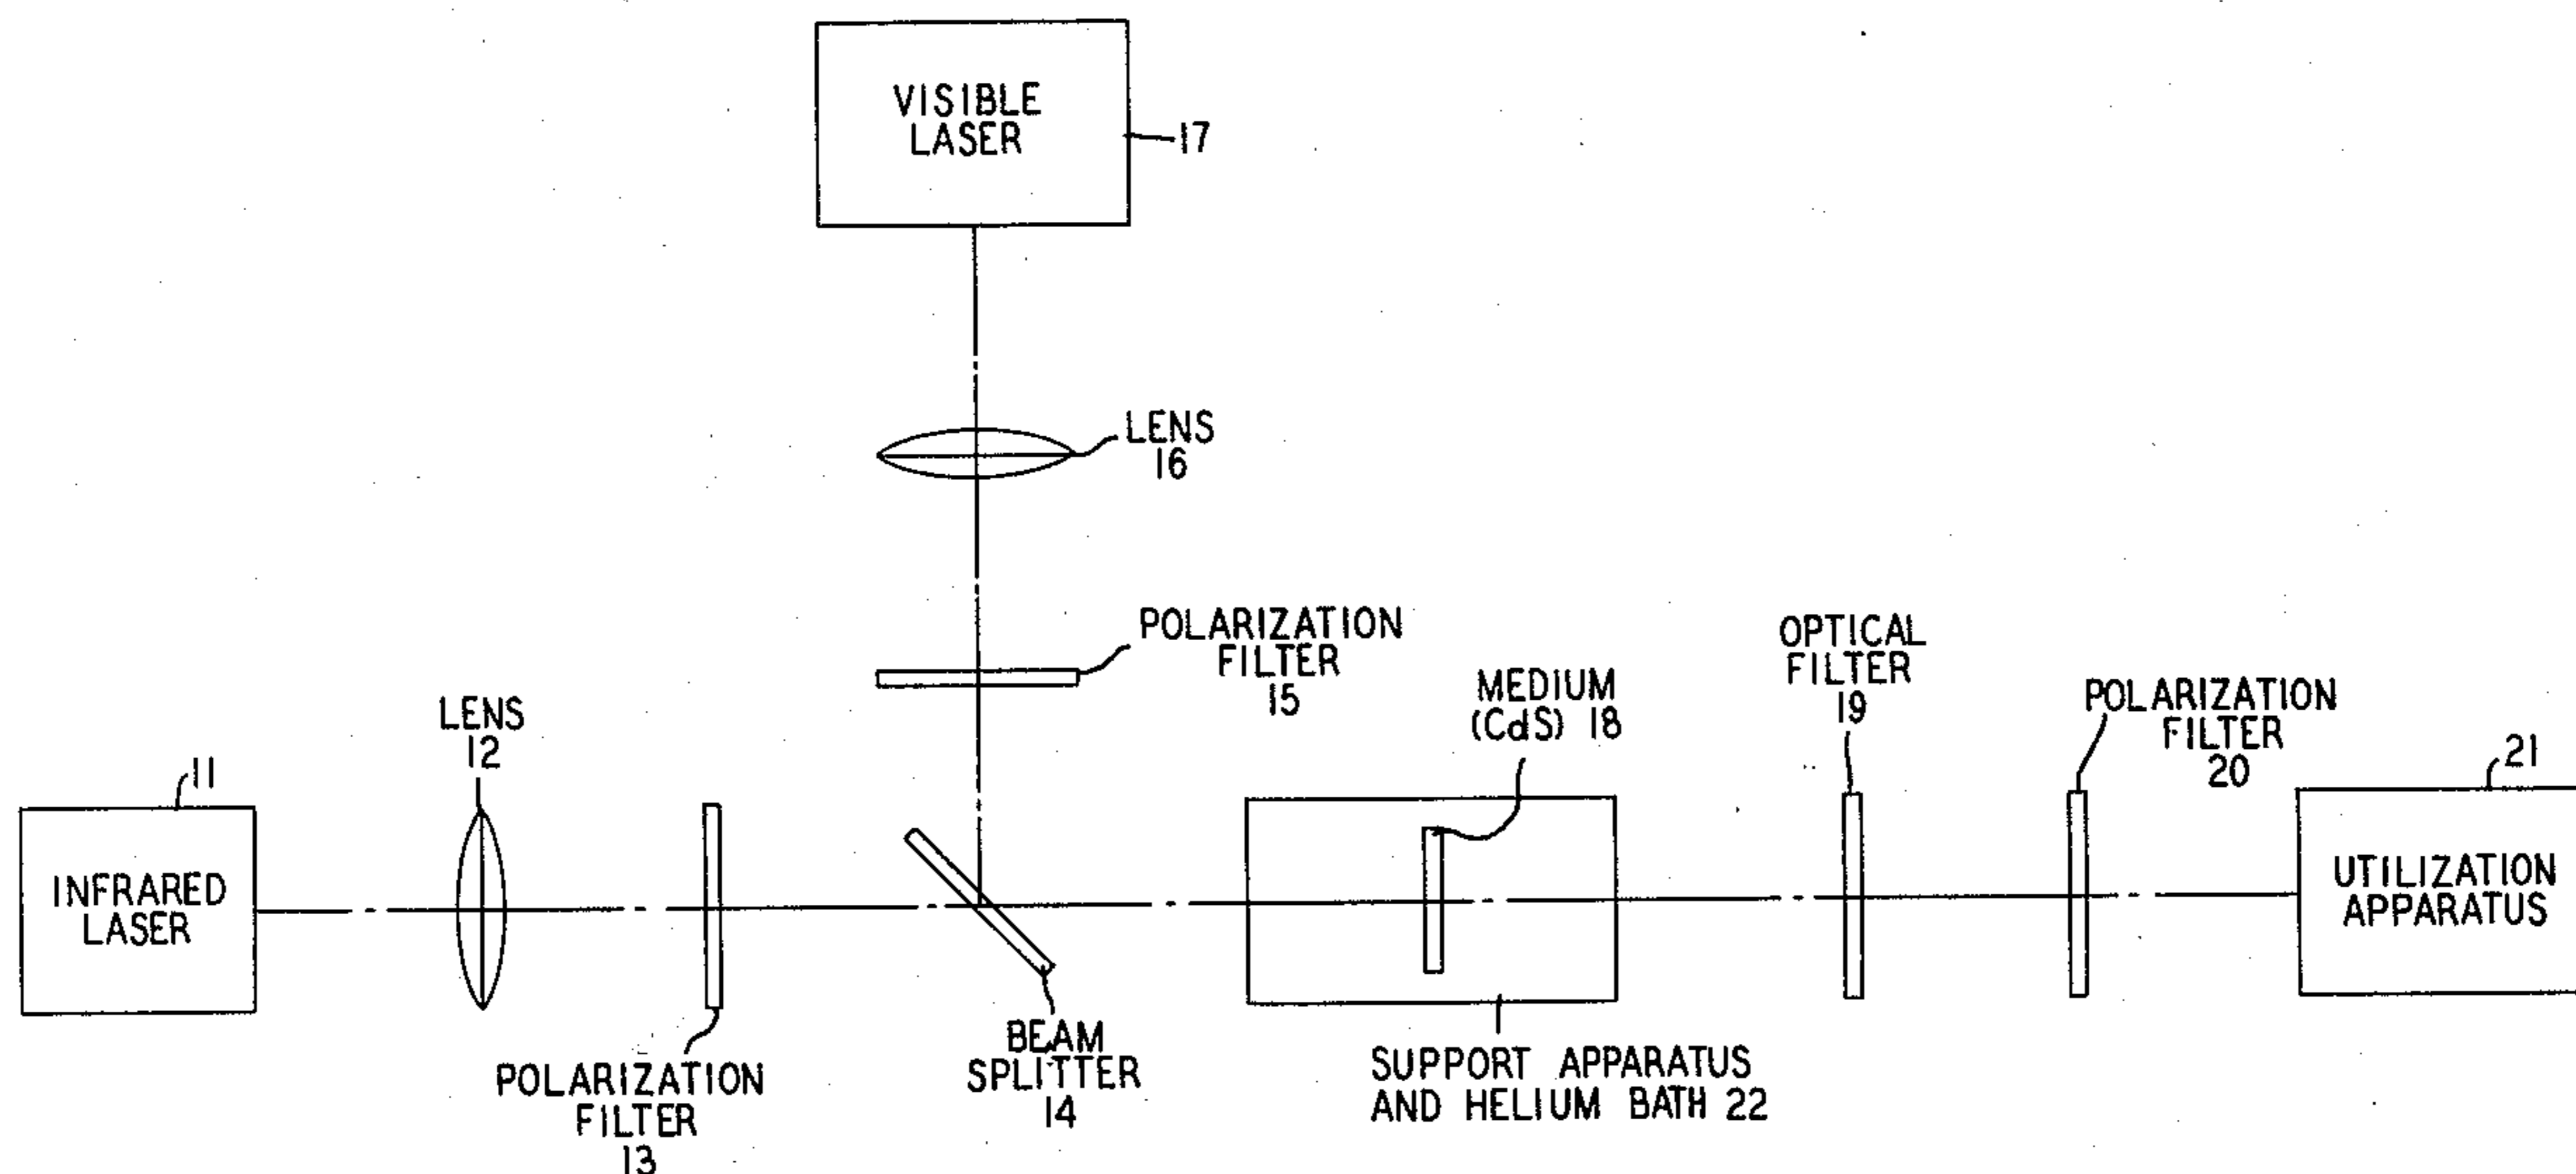 VISIBLE
LASER
17
LENS
16
POLARIZATION
FILTER
15
OPTICAL
FILTER
19
MEDIUM
(CdS) 18
POLARIZATION
FILTER
20
LENS
12
11
21
INFRARED
LASER
UTILIZATION
APPARATUS
BEAM
SPLITTER
14
SUPPORT APPARATUS
AND HELIUM BATH 22
POLARIZATION
FILTER
13